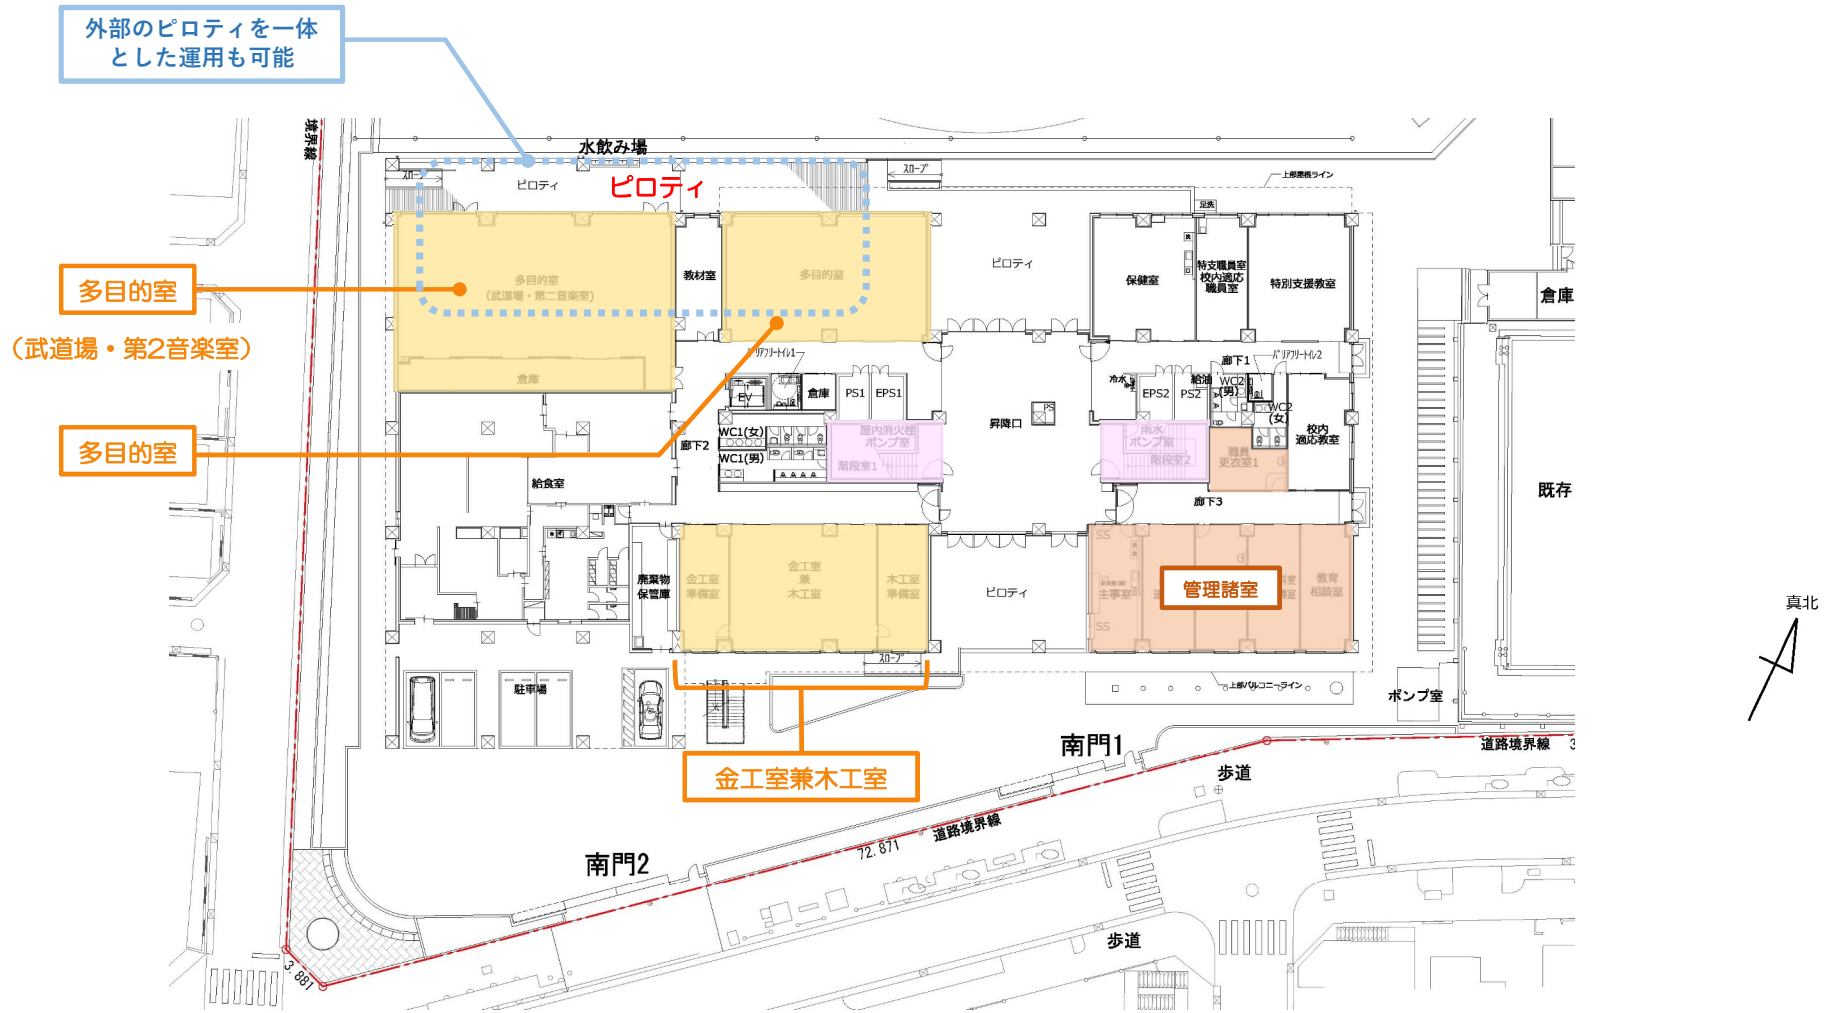 外部のピロティを一体
とした運用も可能
境界線
水飲み場
スロープ
ピロティ
ピロティ
スロープ
上部屋根ライン
足洗
多目的室
(武道場・第二音楽室)
教材室
多目的室
ピロティ
保健室
特支職員室
校内適応
職員室
特別支援教室
倉庫
多目的室
（武道場・第2音楽室）
倉庫
バリアフリートイレ1
EV
倉庫
PS1
EPS1
冷水
EPS2
PS2
給油
廊下1
バリアフリートイレ2
WC2
(男)
WC2
(女)
PS
昇降口
校内
適応教室
多目的室
廊下2
WC1(女)
WC1(男)
屋内消火栓
ポンプ室
階段室1
雨水
ポンプ室
階段室2
職員
更衣室1
給食室
廊下3
既存
廃棄物
保管庫
金工室
準備室
金工室
兼
木工室
木工室
準備室
ピロティ
SS
主事室
SS
管理諸室
教育
相談室
真北
スロープ
駐車場
上部バルコニーライン
ポンプ室
金工室兼木工室
南門1
道路境界線
歩道
道路境界線
72.871
南門2
歩道
3.881